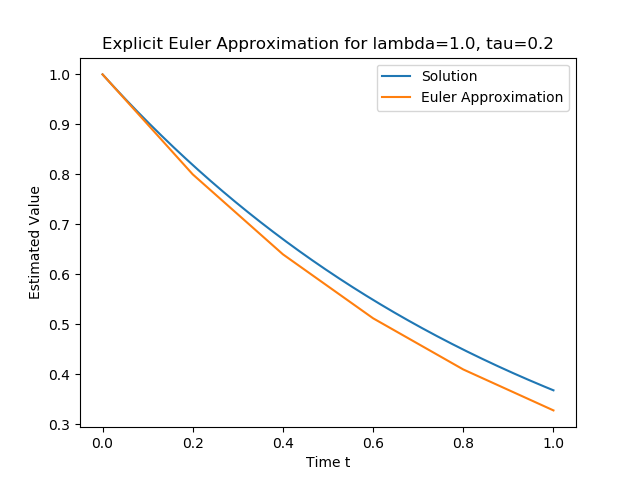 Explicit Euler Approximation for lambda=1.0, tau=0.2
Solution
Euler Approximation
Estimated Value
1.0
0.9
0.8
0.7
0.6
0.5
0.4
0.3
0.0 0.2 0.4 0.6 0.8 1.0
Time t